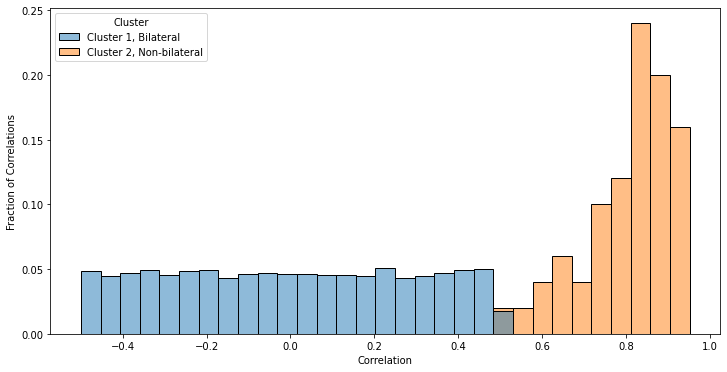 Cluster
Cluster 1, Bilateral
Cluster 2, Non-bilateral
Fraction of Correlations
0.25
0.20
0.15
0.10
0.05
0.00
−0.4
−0.2
0.0
0.2
0.4
0.6
0.8
1.0
Correlation